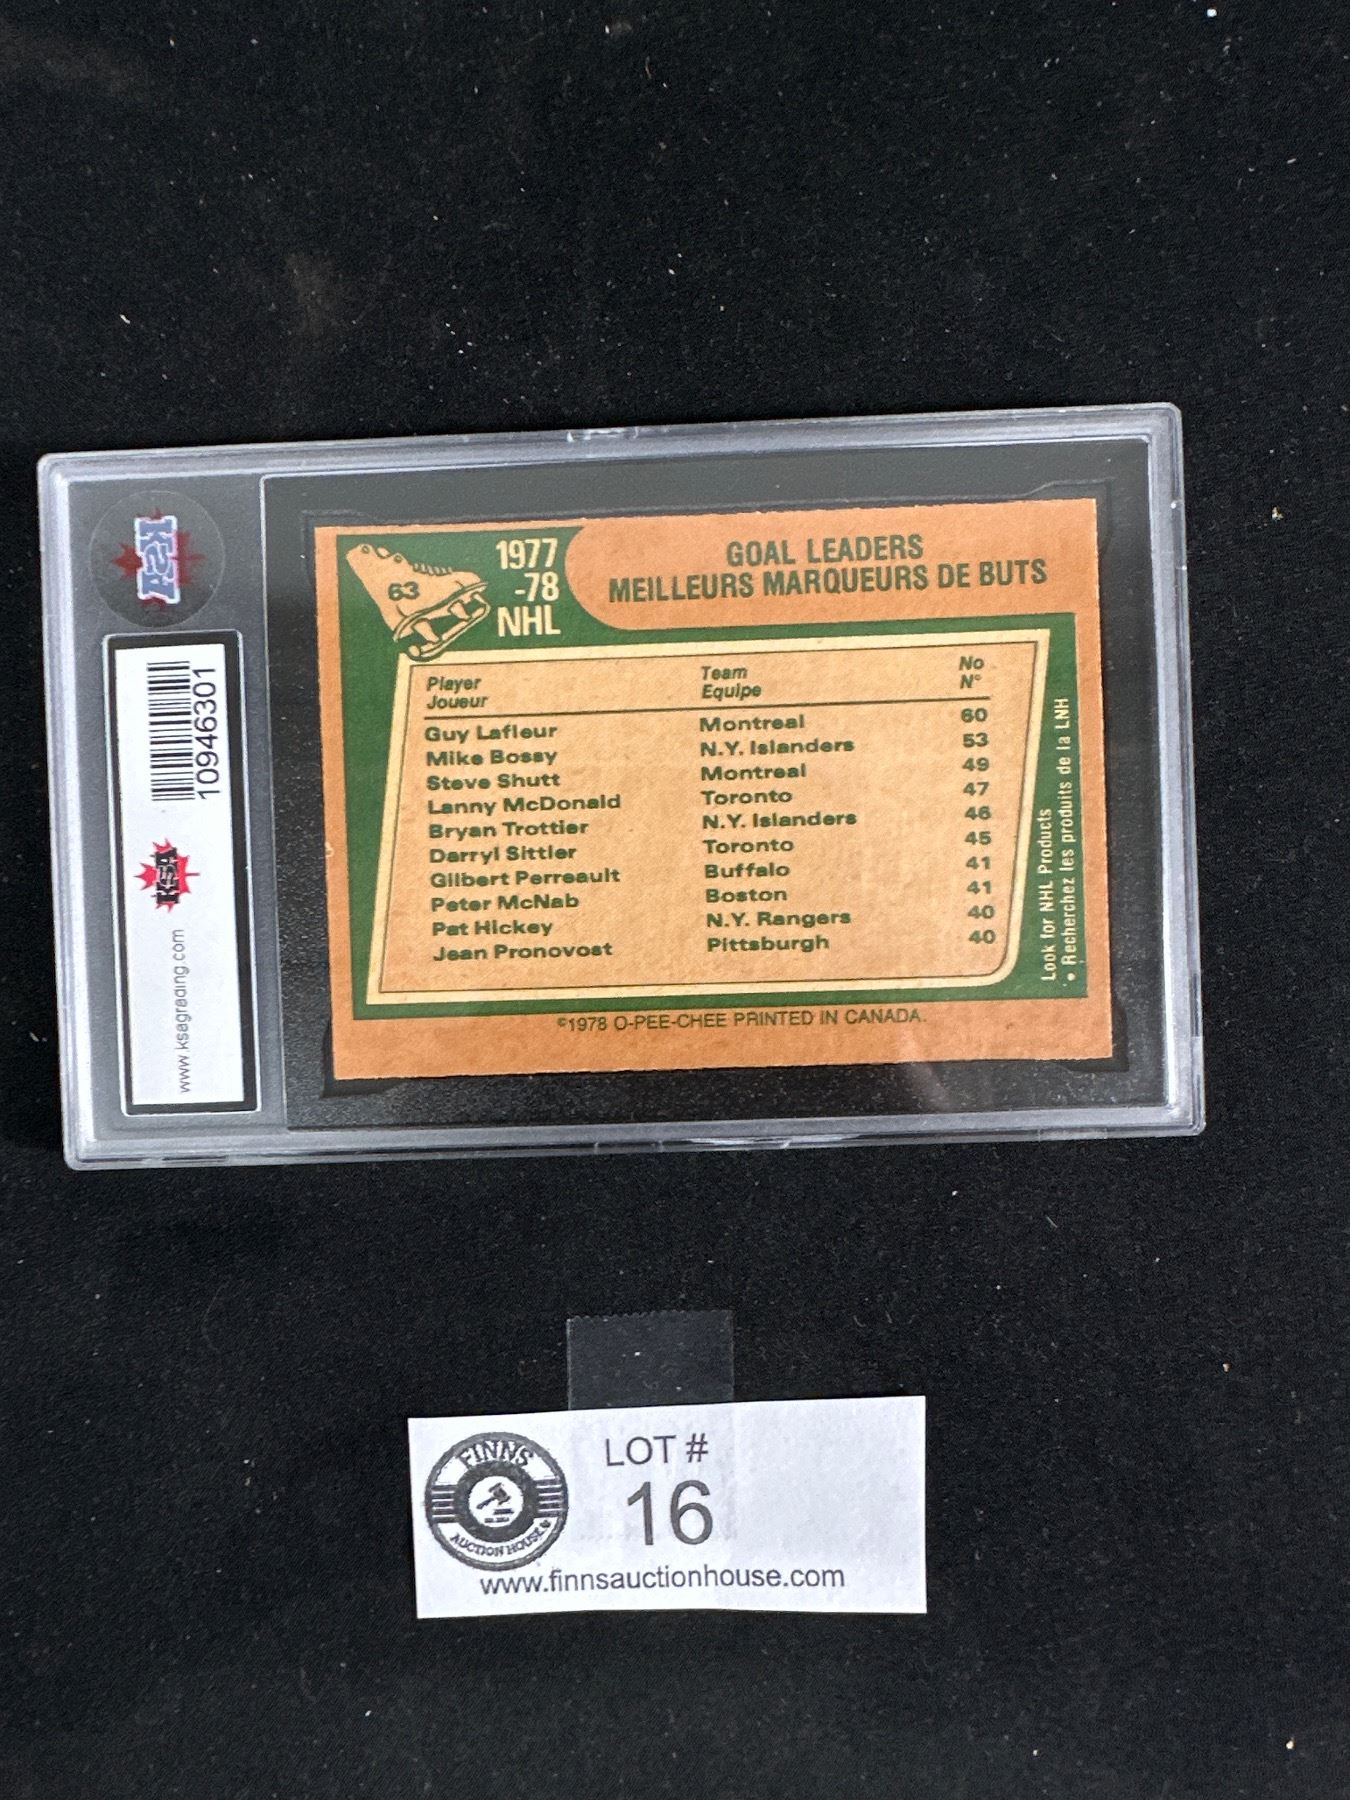 KSA
10946301
KSA
www.ksagrading.com
63
1977
-78
NHL
GOAL LEADERS
MEILLEURS MARQUEURS DE BUTS
Player Team No
Joueur Equipe N°
Guy Lafleur Montreal 60
Mike Bossy N.Y. Islanders 53
Steve Shutt Montreal 49
Lanny McDonald Toronto 47
Bryan Trottier N.Y. Islanders 46
Darryl Sittler Toronto 45
Gilbert Perreault Buffalo 41
Peter McNab Boston 41
Pat Hickey N.Y. Rangers 40
Jean Pronovost Pittsburgh 40
Look for NHL Products
• Recherchez les produits de la LNH
©1978 O-PEE-CHEE PRINTED IN CANADA.
FINNS
AUCTION HOUSE
LOT #
16
www.finnsauctionhouse.com